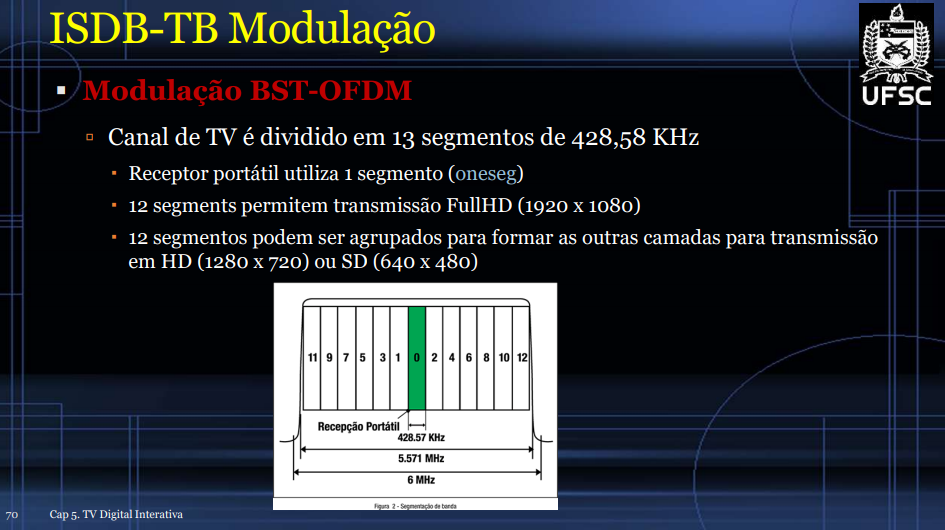 ISDB-TB Modulação
UFSC
Modulação BST-OFDM
Canal de TV é dividido em 13 segmentos de 428,58 KHz
Receptor portátil utiliza 1 segmento (oneseg)
12 segments permitem transmissão FullHD (1920 x 1080)
12 segmentos podem ser agrupados para formar as outras camadas para transmissão
em HD (1280 x 720) ou SD (640 x 480)
11 9 7 5 3 1 0 2 4 6 8 10 12
Recepção Portátil
428.57 KHz
5.571 MHz
6 MHz
Figura 2 - Segmentação de banda
70 Cap 5. TV Digital Interativa